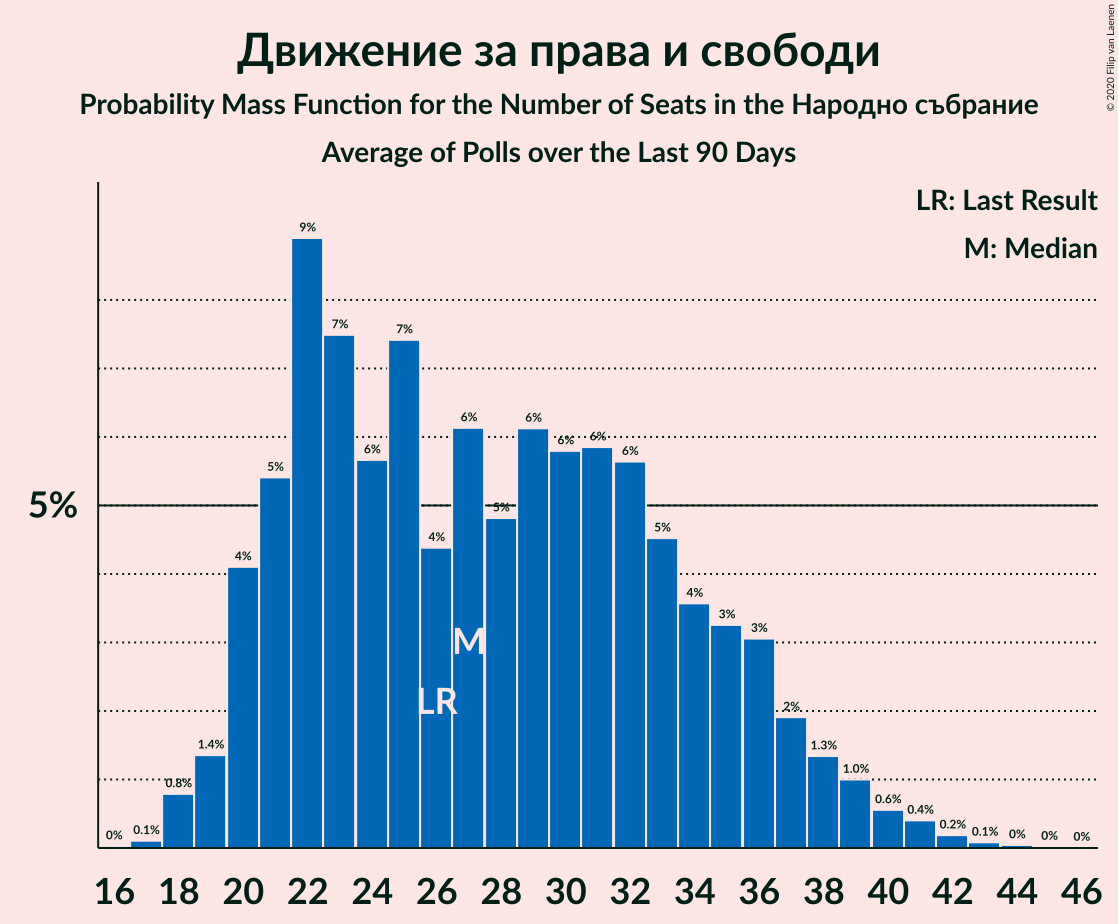 Движение за права и свободи
Probability Mass Function for the Number of Seats in the Народно събрание
Average of Polls over the Last 90 Days
© 2020 Filip van Laenen
LR: Last Result
M: Median
5%
0% 0.1% 0.8% 1.4% 4% 5% 9% 7% 6% 7% 4% 6% 5% 6% 6% 6% 6% 5% 4% 3% 3% 2% 1.3% 1.0% 0.6% 0.4% 0.2% 0.1% 0% 0% 0%
M
LR
16 18 20 22 24 26 28 30 32 34 36 38 40 42 44 46